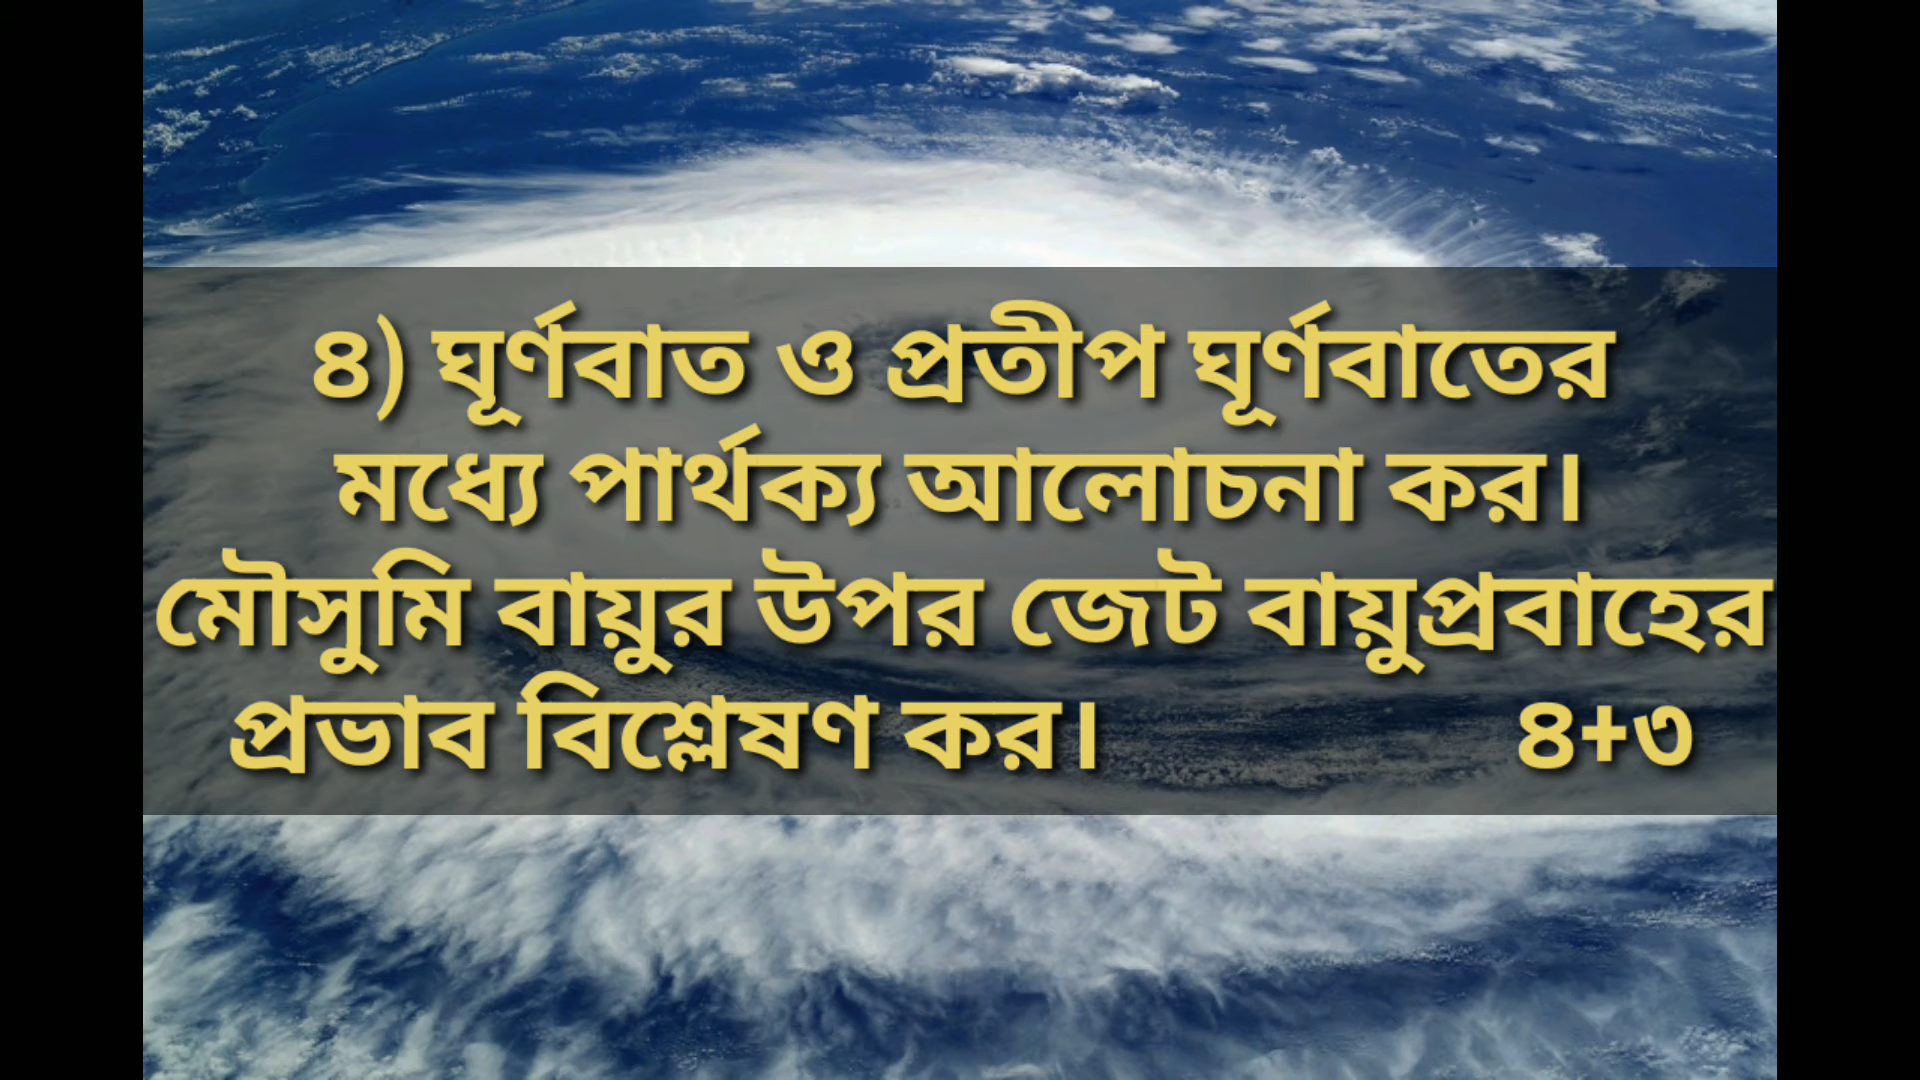 ৪) ঘূর্ণবাত ও প্রতীপ ঘূর্ণবাতের
মধ্যে পার্থক্য আলোচনা কর।
মৌসুমি বায়ুর উপর জেট বায়ুপ্রবাহের
প্রভাব বিশ্লেষণ কর। ৪+৩